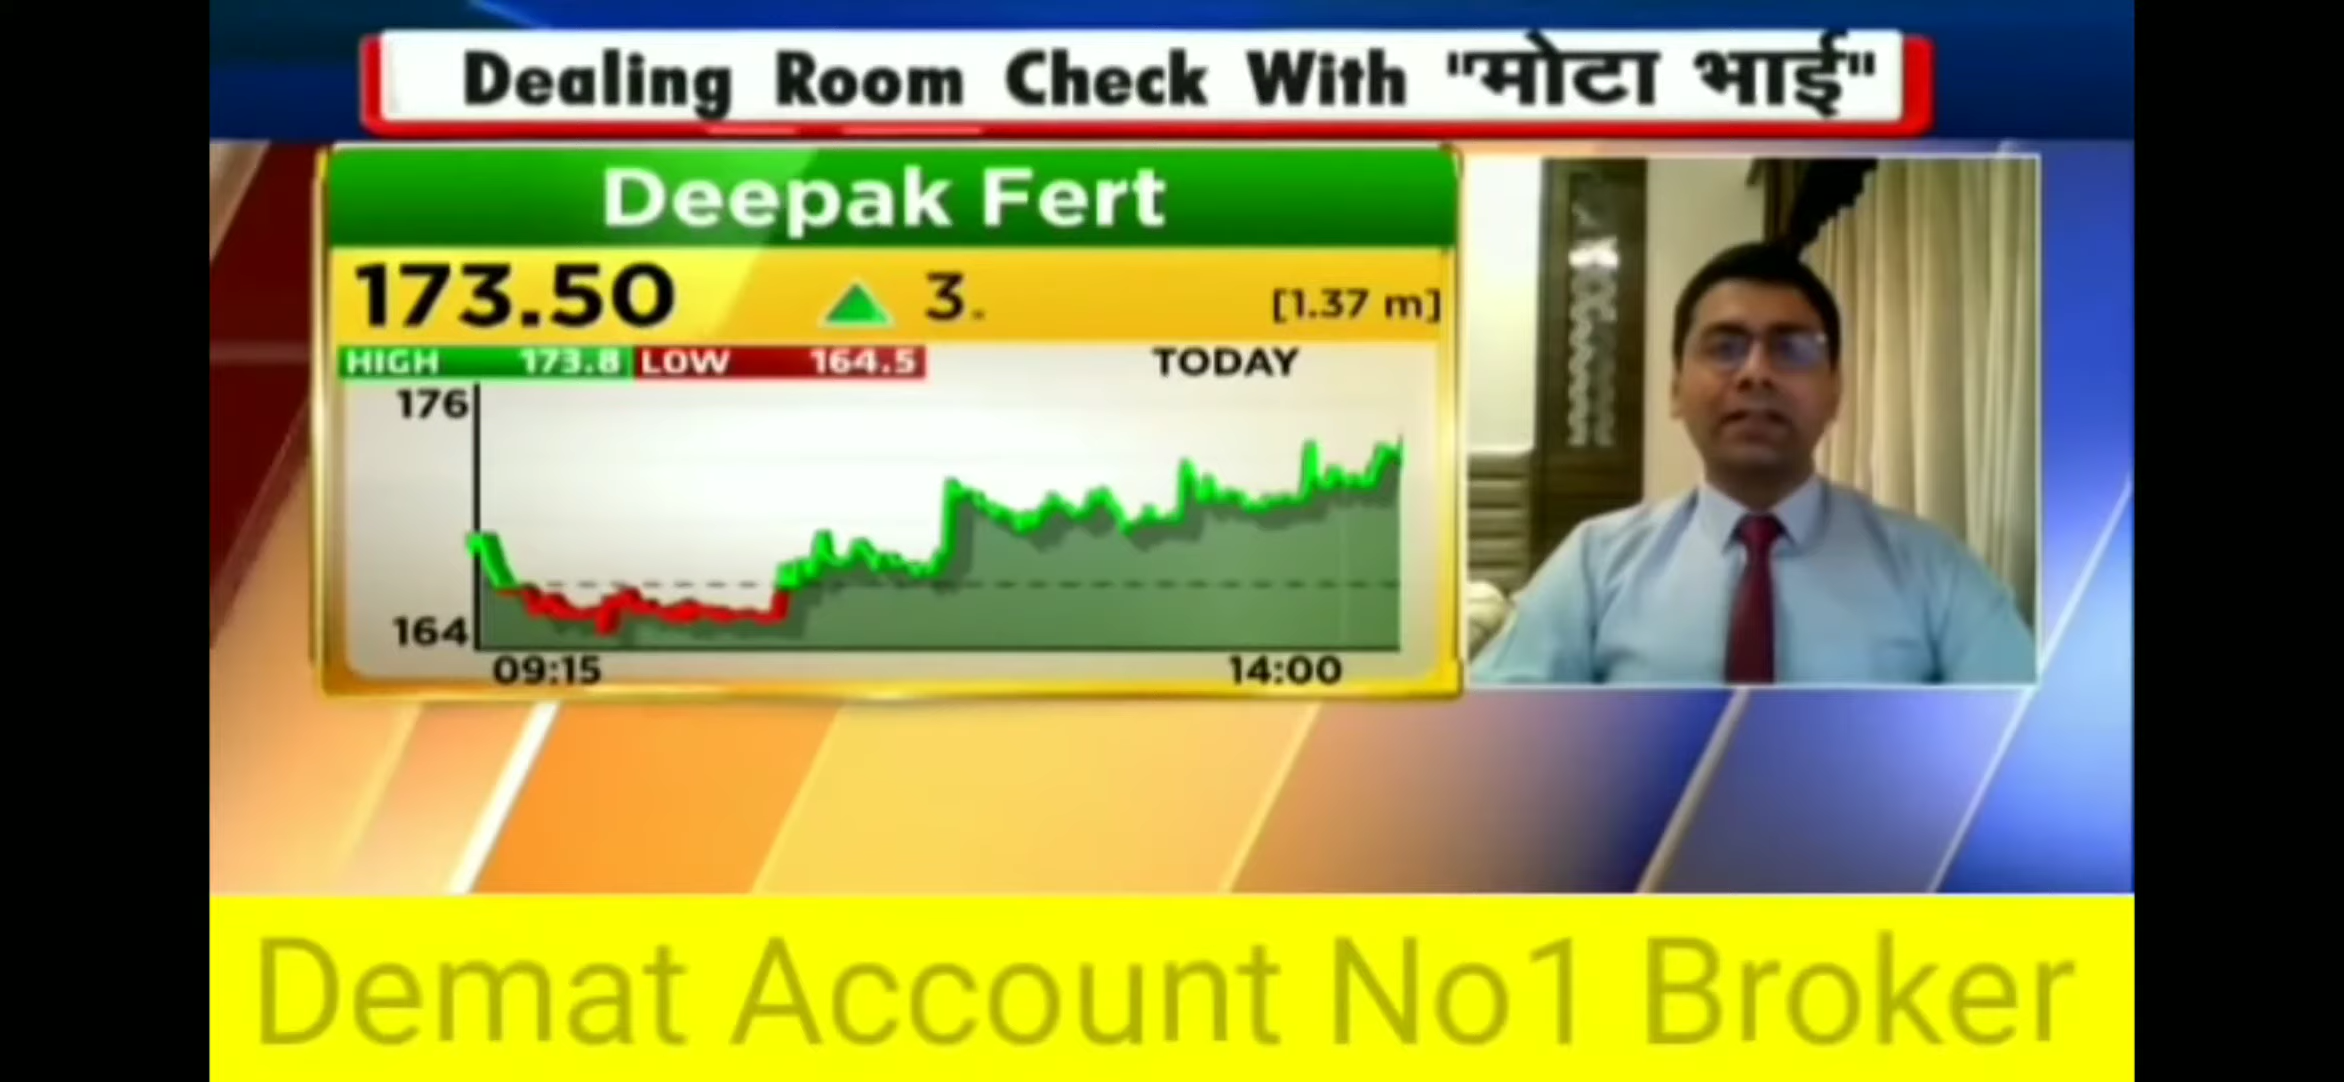 Dealing Room Check With "मोटा भाई"
Deepak Fert
173.50 3. [1.37 m]
HIGH 173.8 LOW 164.5 TODAY
176
164
09:15 14:00
Demat Account No1 Broker